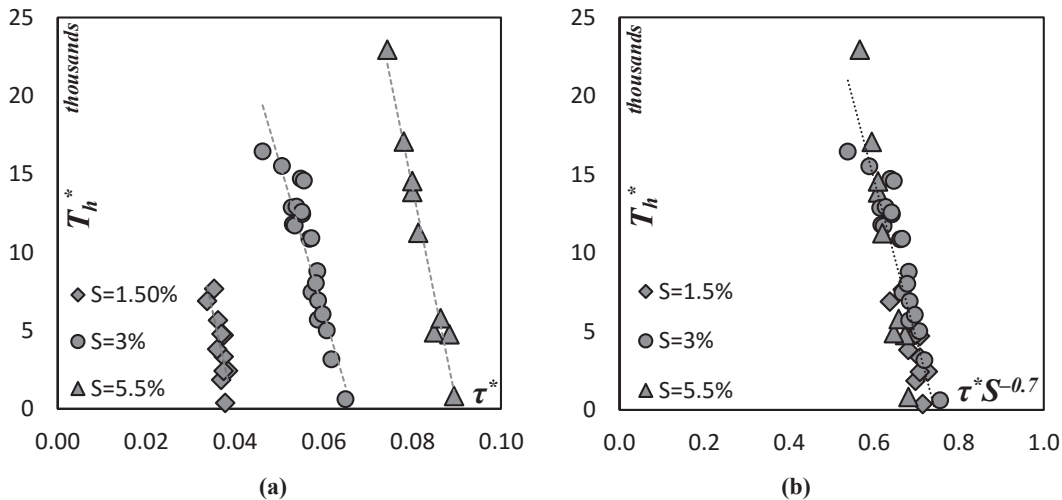 25
20
15
10
5
0
thousands
T_h^*
S=1.50%
S=3%
S=5.5%
τ^*
0.00 0.02 0.04 0.06 0.08 0.10
(a)
25
20
15
10
5
0
thousands
T_h^*
S=1.5%
S=3%
S=5.5%
τ^*S^{–0.7}
0.0 0.2 0.4 0.6 0.8 1.0
(b)